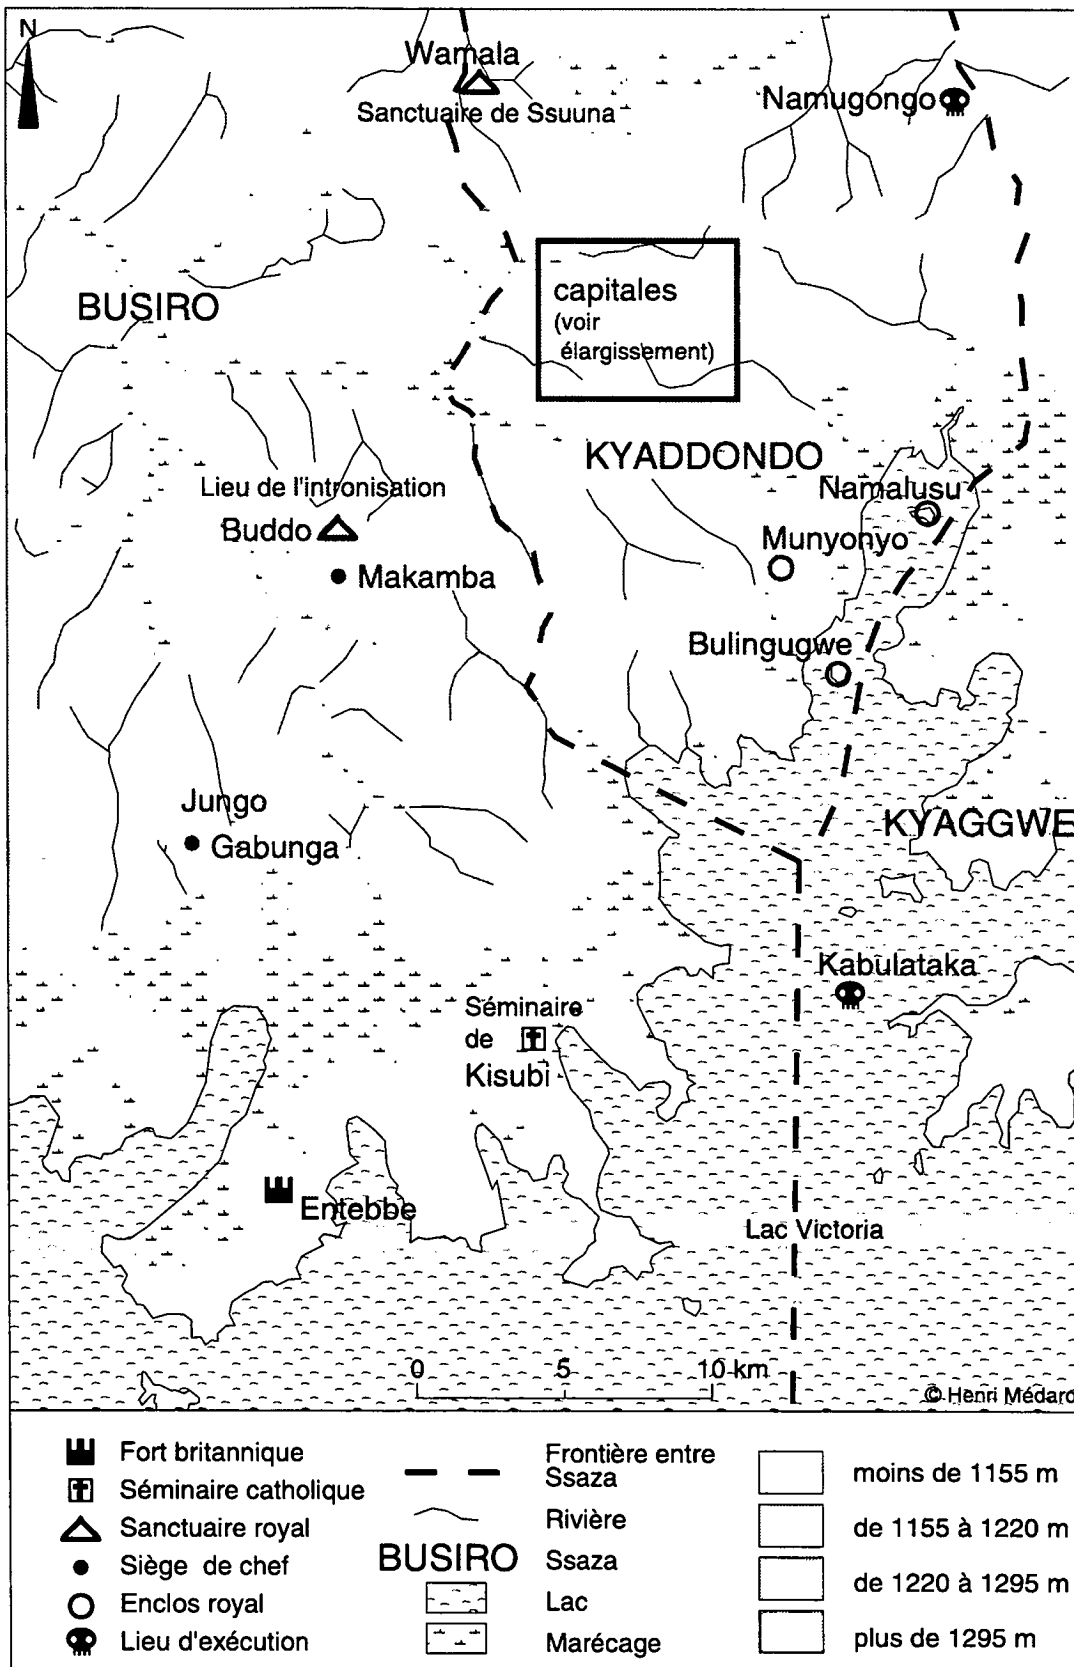 N
Wamala
Sanctuaire de Ssuuna
Namugongo
BUSIRO
capitales
(voir
élargissement)
KYADDONDO
Lieu de l'intronisation
Buddo
Namalusu
Munyonyo
Makamba
Bulingugwe
Jungo
Gabunga
KYAGGWE
Kabulataka
Séminaire
de
Kisubi
Entebbe
Lac Victoria
0 5 10 km
© Henri Médard
Fort britannique
Séminaire catholique
Sanctuaire royal
Siège de chef
Enclos royal
Lieu d'exécution
Frontière entre
Ssaza
Rivière
BUSIRO Ssaza
Lac
Marécage
moins de 1155 m
de 1155 à 1220 m
de 1220 à 1295 m
plus de 1295 m